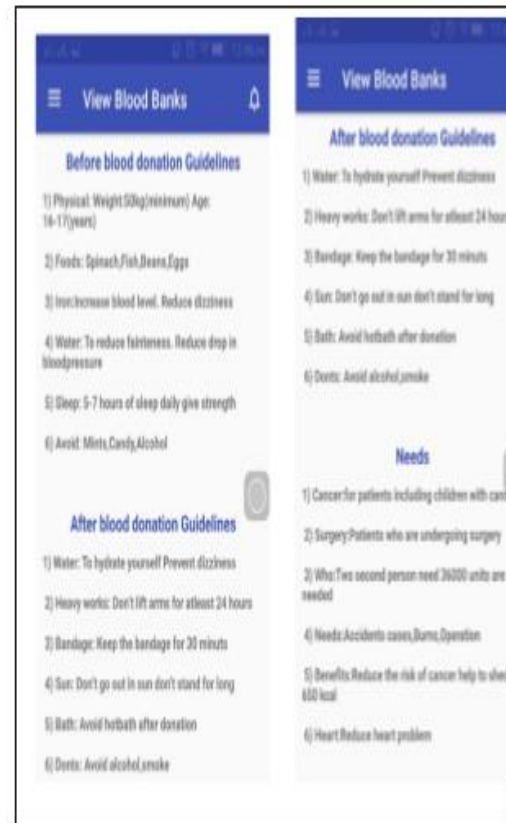 View Blood Banks
Before blood donation Guidelines
1) Physical: Weight:50kg(minimum) Age:
16-17(years)
2) Foods: Spinach,Fish,Beans,Eggs
3) Iron:Increase blood level. Reduce dizziness
4) Water: To reduce fainteness. Reduce drop in
bloodpressure
5) Sleep: 5-7 hours of sleep daily give strength
6) Avoid: Mints,Candy,Alcohol
After blood donation Guidelines
1) Water: To hydrate yourself Prevent dizziness
2) Heavy works: Don't lift arms for atleast 24 hours
3) Bandage: Keep the bandage for 30 minuts
4) Sun: Don't go out in sun don't stand for long
5) Bath: Avoid hotbath after donation
6) Donts: Avoid alcohol,smoke
View Blood Banks
After blood donation Guidelines
1) Water: To hydrate yourself Prevent dizziness
2) Heavy works: Don't lift arms for atleast 24 hour
3) Bandage: Keep the bandage for 30 minuts
4) Sun: Don't go out in sun don't stand for long
5) Bath: Avoid hotbath after donation
6) Donts: Avoid alcohol,smoke
Needs
1) Cancer:for patients including children with can
2) Surgery:Patients who are undergoing surgery
3) Who:Two second person need 36000 units are
needed
4) Needs:Accidents cases,Burns,Operation
5) Benefits:Reduce the risk of cancer help to shed
650 kcal
6) Heart:Reduce heart problem